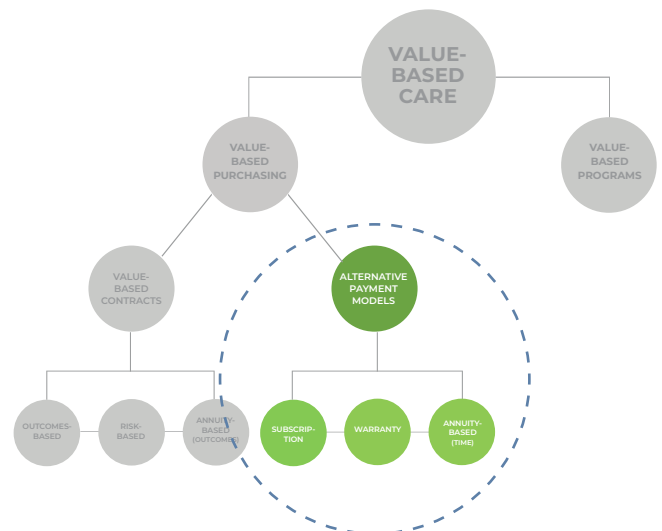 VALUE-
BASED
CARE
VALUE-
BASED
PURCHASING
VALUE-
BASED
PROGRAMS
VALUE-
BASED
CONTRACTS
ALTERNATIVE
PAYMENT
MODELS
OUTCOMES-
BASED
RISK-
BASED
ANNUITY-
BASED
(OUTCOMES)
SUBSCRIP-
TION
WARRANTY
ANNUITY-
BASED
(TIME)